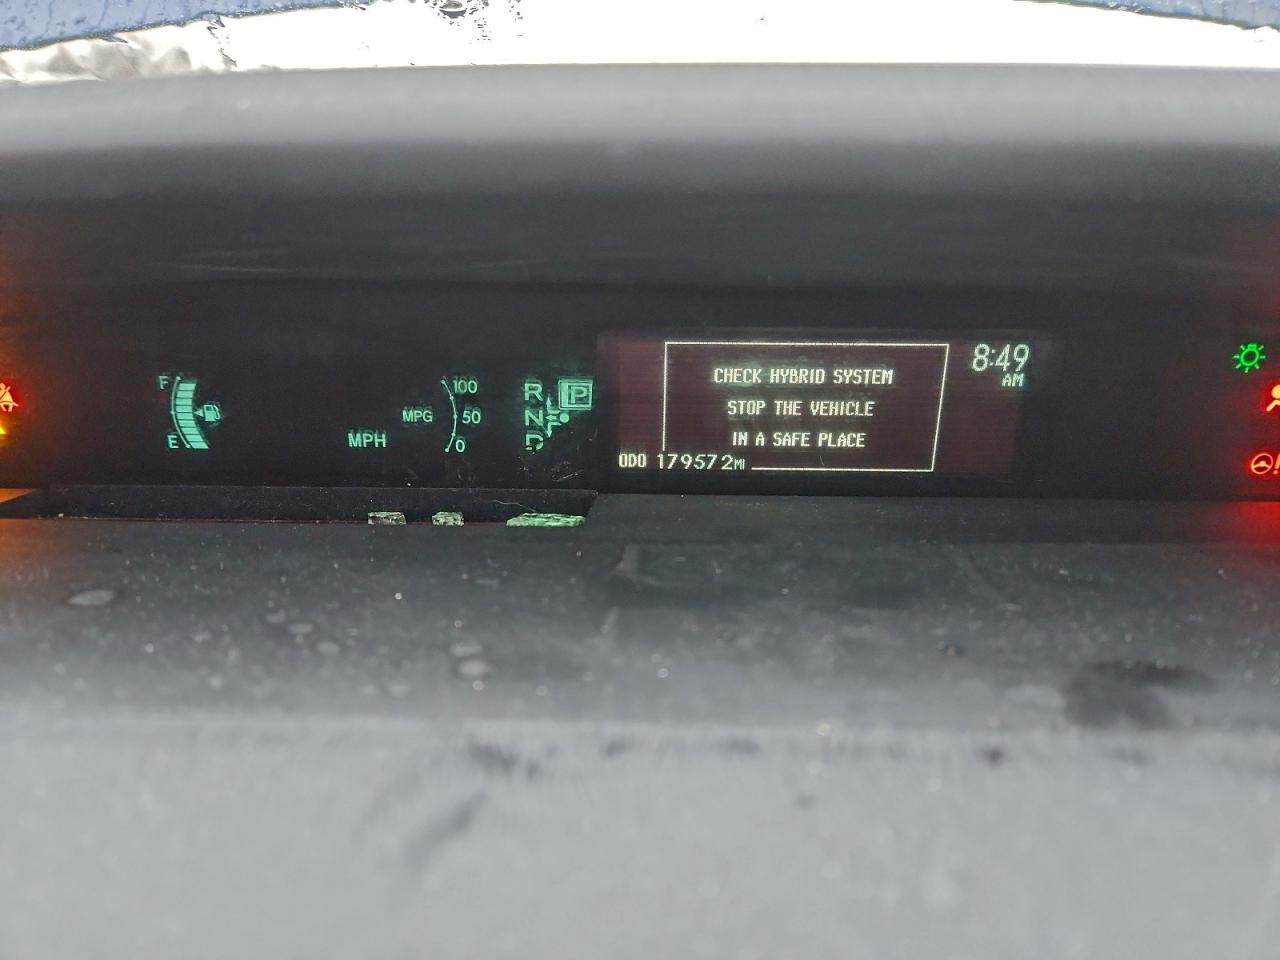 F
E
MPH
MPG
100
50
0
R
N
D
P
CHECK HYBRID SYSTEM
STOP THE VEHICLE
IN A SAFE PLACE
8:49
AM
ODO 179572MI